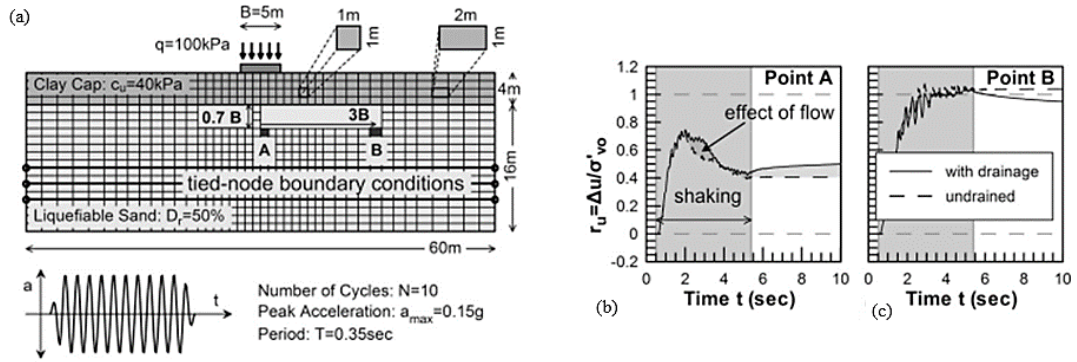 (a)
B=5m
q=100kPa
1m
1m
2m
1m
Clay Cap: cᵤ=40kPa
4m
0.7 B
3B
A
B
16m
tied-node boundary conditions
Liquefiable Sand: Dᵣ=50%
60m
a
t
Number of Cycles: N=10
Peak Acceleration: aₘₐₓ=0.15g
Period: T=0.35sec
(b)
rᵤ=Δu/σ'ᵥₒ
1.2
1
0.8
0.6
0.4
0.2
0
-0.2
Point A
effect of flow
shaking
0 2 4 6 8 10
Time t (sec)
(c)
Point B
with drainage
undrained
0 2 4 6 8 10
Time t (sec)